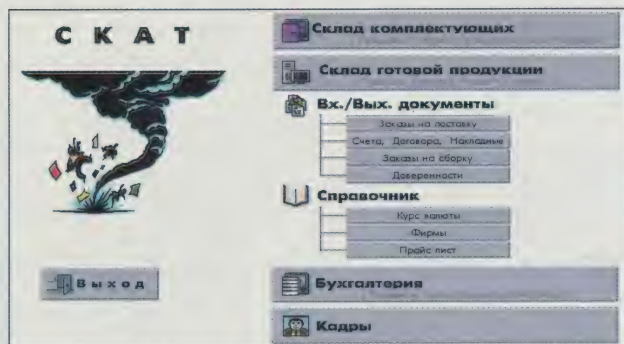 СКАТ
Выход
Склад комплектующих
Склад готовой продукции
Вх./Вых. документы
Заказы на поставку
Счета, Договора, Накладные
Заказы на сборку
Доверенности
Справочник
Курс валюты
Фирмы
Прайс лист
Бухгалтерия
Кадры